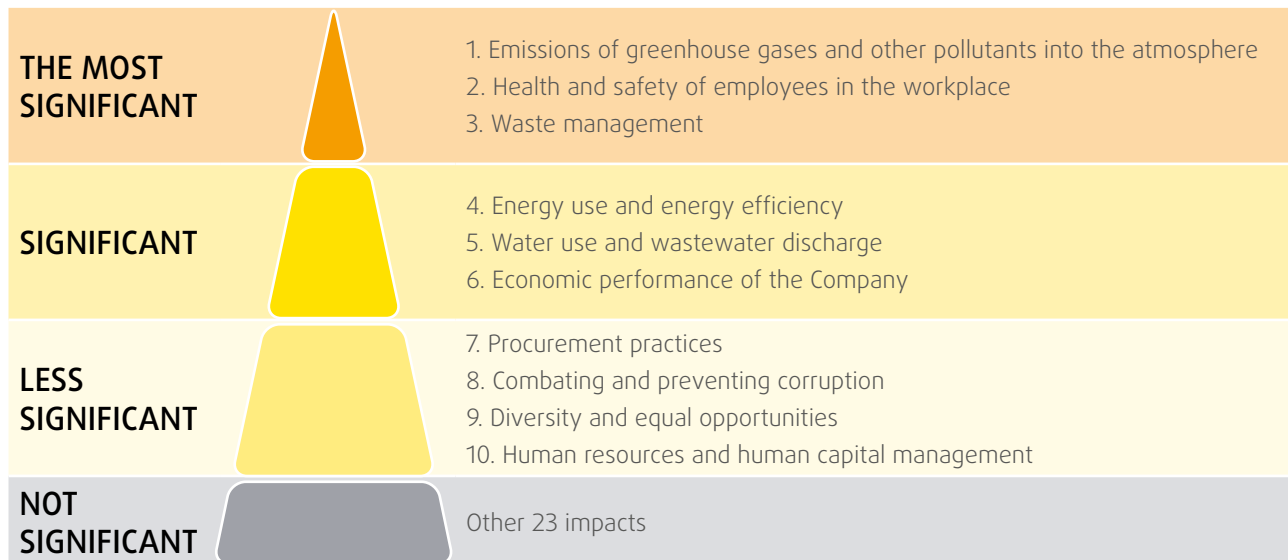 THE MOST
SIGNIFICANT
1. Emissions of greenhouse gases and other pollutants into the atmosphere
2. Health and safety of employees in the workplace
3. Waste management
SIGNIFICANT
4. Energy use and energy efficiency
5. Water use and wastewater discharge
6. Economic performance of the Company
LESS
SIGNIFICANT
7. Procurement practices
8. Combating and preventing corruption
9. Diversity and equal opportunities
10. Human resources and human capital management
NOT
SIGNIFICANT
Other 23 impacts